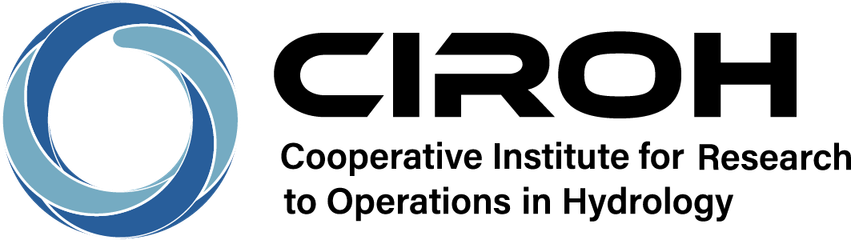 CIROH
Cooperative Institute for Research
to Operations in Hydrology